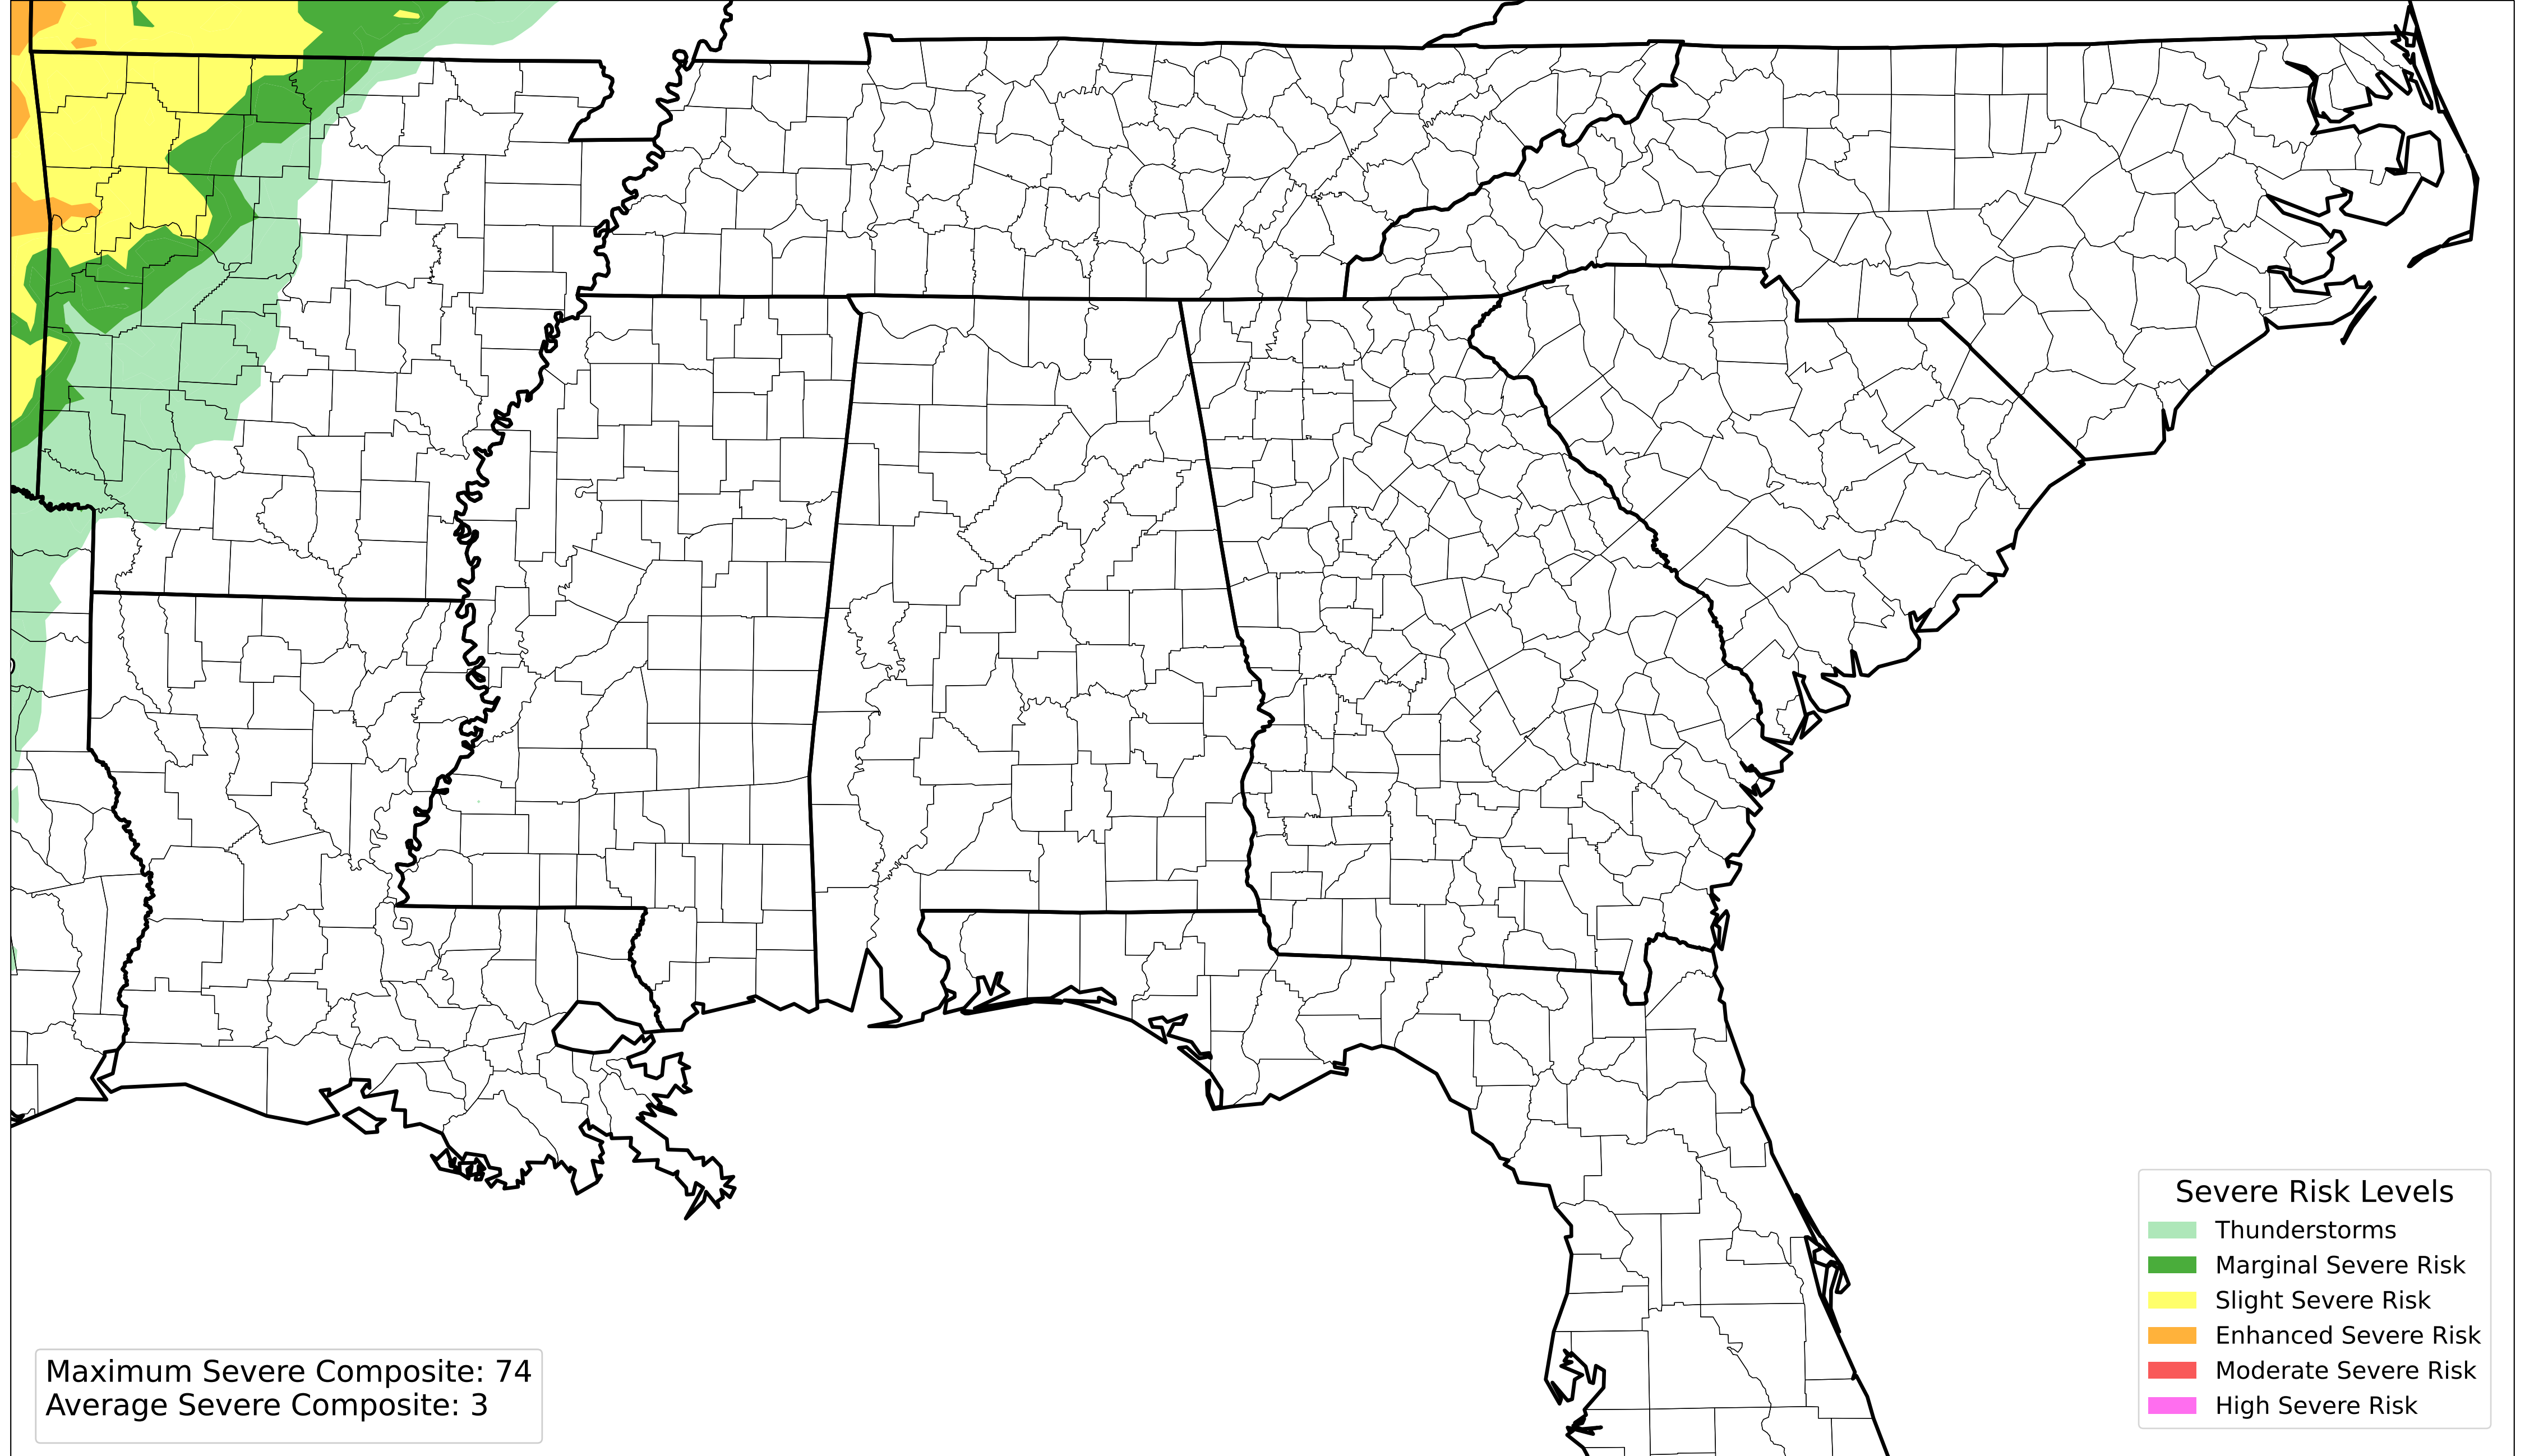 Severe Risk Levels
Thunderstorms
Marginal Severe Risk
Slight Severe Risk
Enhanced Severe Risk
Moderate Severe Risk
High Severe Risk
Maximum Severe Composite: 74
Average Severe Composite: 3